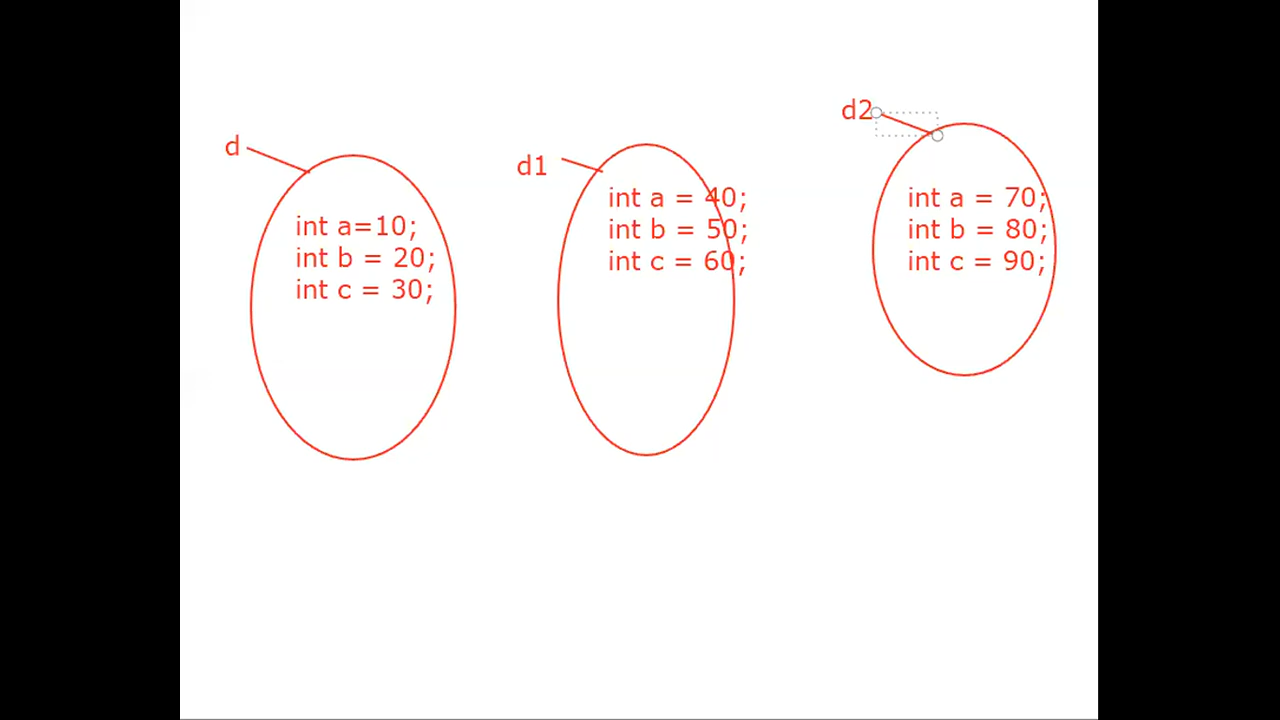 d
int a=10;
int b = 20;
int c = 30;
d1
int a = 40;
int b = 50;
int c = 60;
d2
int a = 70;
int b = 80;
int c = 90;